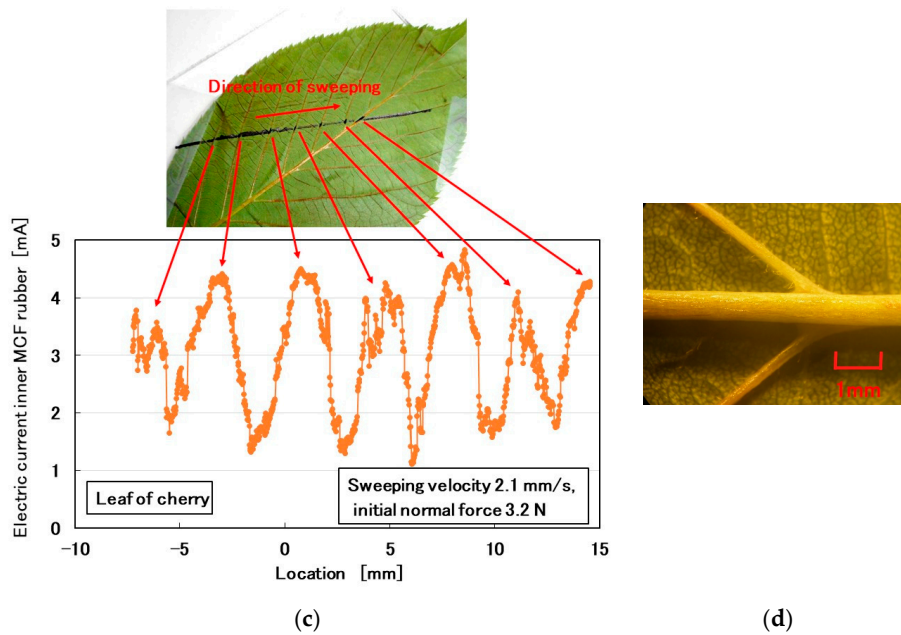 Direction of sweeping
Electric current inner MCF rubber [mA]
5
4
3
2
1
0
Leaf of cherry
Sweeping velocity 2.1 mm/s,
initial normal force 3.2 N
−10
−5
0
5
10
15
Location [mm]
1mm
(c)
(d)